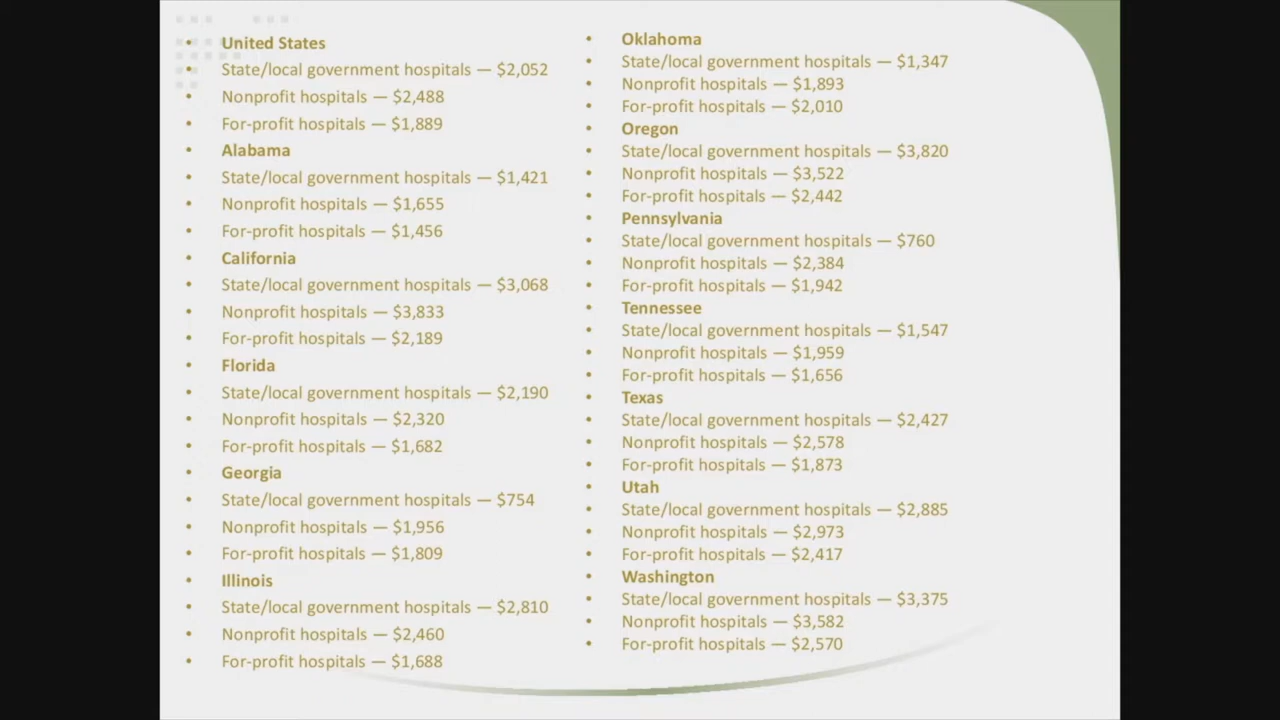 • United States
• State/local government hospitals — $2,052
• Nonprofit hospitals — $2,488
• For-profit hospitals — $1,889
• Alabama
• State/local government hospitals — $1,421
• Nonprofit hospitals — $1,655
• For-profit hospitals — $1,456
• California
• State/local government hospitals — $3,068
• Nonprofit hospitals — $3,833
• For-profit hospitals — $2,189
• Florida
• State/local government hospitals — $2,190
• Nonprofit hospitals — $2,320
• For-profit hospitals — $1,682
• Georgia
• State/local government hospitals — $754
• Nonprofit hospitals — $1,956
• For-profit hospitals — $1,809
• Illinois
• State/local government hospitals — $2,810
• Nonprofit hospitals — $2,460
• For-profit hospitals — $1,688
• Oklahoma
• State/local government hospitals — $1,347
• Nonprofit hospitals — $1,893
• For-profit hospitals — $2,010
• Oregon
• State/local government hospitals — $3,820
• Nonprofit hospitals — $3,522
• For-profit hospitals — $2,442
• Pennsylvania
• State/local government hospitals — $760
• Nonprofit hospitals — $2,384
• For-profit hospitals — $1,942
• Tennessee
• State/local government hospitals — $1,547
• Nonprofit hospitals — $1,959
• For-profit hospitals — $1,656
• Texas
• State/local government hospitals — $2,427
• Nonprofit hospitals — $2,578
• For-profit hospitals — $1,873
• Utah
• State/local government hospitals — $2,885
• Nonprofit hospitals — $2,973
• For-profit hospitals — $2,417
• Washington
• State/local government hospitals — $3,375
• Nonprofit hospitals — $3,582
• For-profit hospitals — $2,570